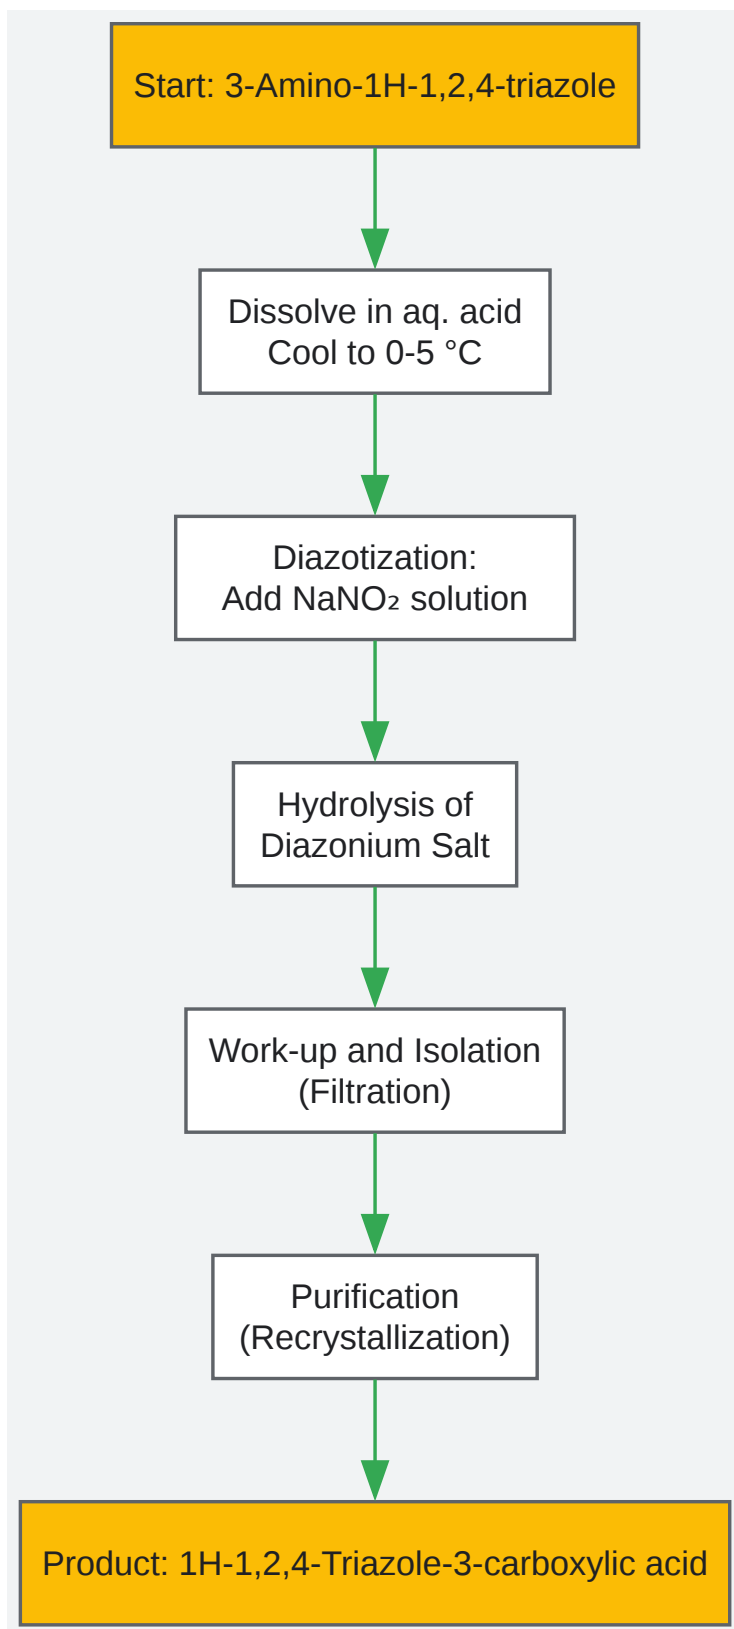 Start: 3-Amino-1H-1,2,4-triazole
Dissolve in aq. acid
Cool to 0-5 °C
Diazotization:
Add NaNO₂ solution
Hydrolysis of
Diazonium Salt
Work-up and Isolation
(Filtration)
Purification
(Recrystallization)
Product: 1H-1,2,4-Triazole-3-carboxylic acid